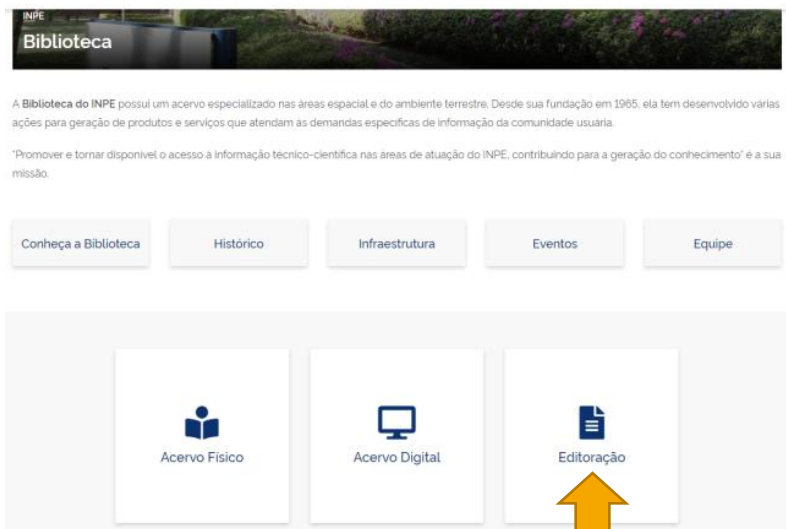 INPE
Biblioteca
A Biblioteca do INPE possui um acervo especializado nas áreas espacial e do ambiente terrestre. Desde sua fundação em 1965, ela tem desenvolvido várias
ações para geração de produtos e serviços que atendam às demandas específicas de informação da comunidade usuária.
"Promover e tornar disponível o acesso à informação técnico-científica nas áreas de atuação do INPE, contribuindo para a geração do conhecimento" é a sua
missão.
Conheça a Biblioteca
Histórico
Infraestrutura
Eventos
Equipe
Acervo Físico
Acervo Digital
Editoração